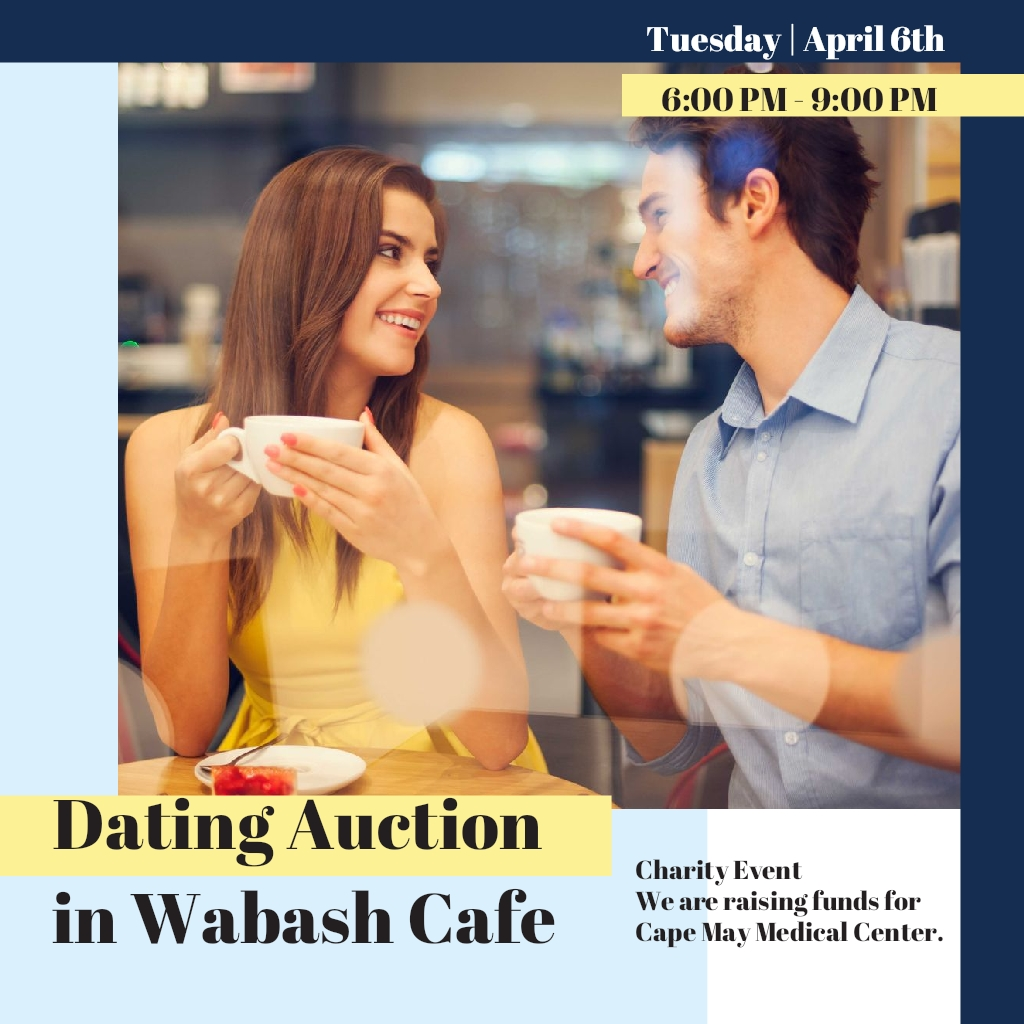 Tuesday | April 6th
6:00 PM - 9:00 PM
Dating Auction
in Wabash Cafe
Charity Event
We are raising funds for
Cape May Medical Center.